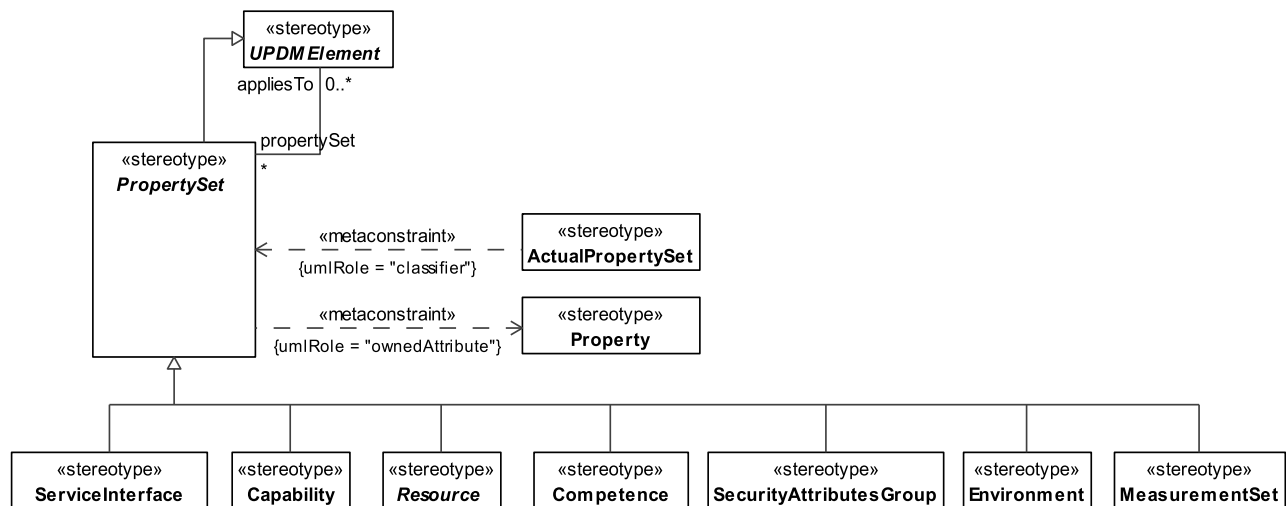 «stereotype»
UPDMElement
appliesTo 0..*
propertySet
*
«stereotype»
PropertySet
«metaconstraint»
{umlRole = "classifier"}
«stereotype»
ActualPropertySet
«metaconstraint»
{umlRole = "ownedAttribute"}
«stereotype»
Property
«stereotype»
ServiceInterface
«stereotype»
Capability
«stereotype»
Resource
«stereotype»
Competence
«stereotype»
SecurityAttributesGroup
«stereotype»
Environment
«stereotype»
MeasurementSet